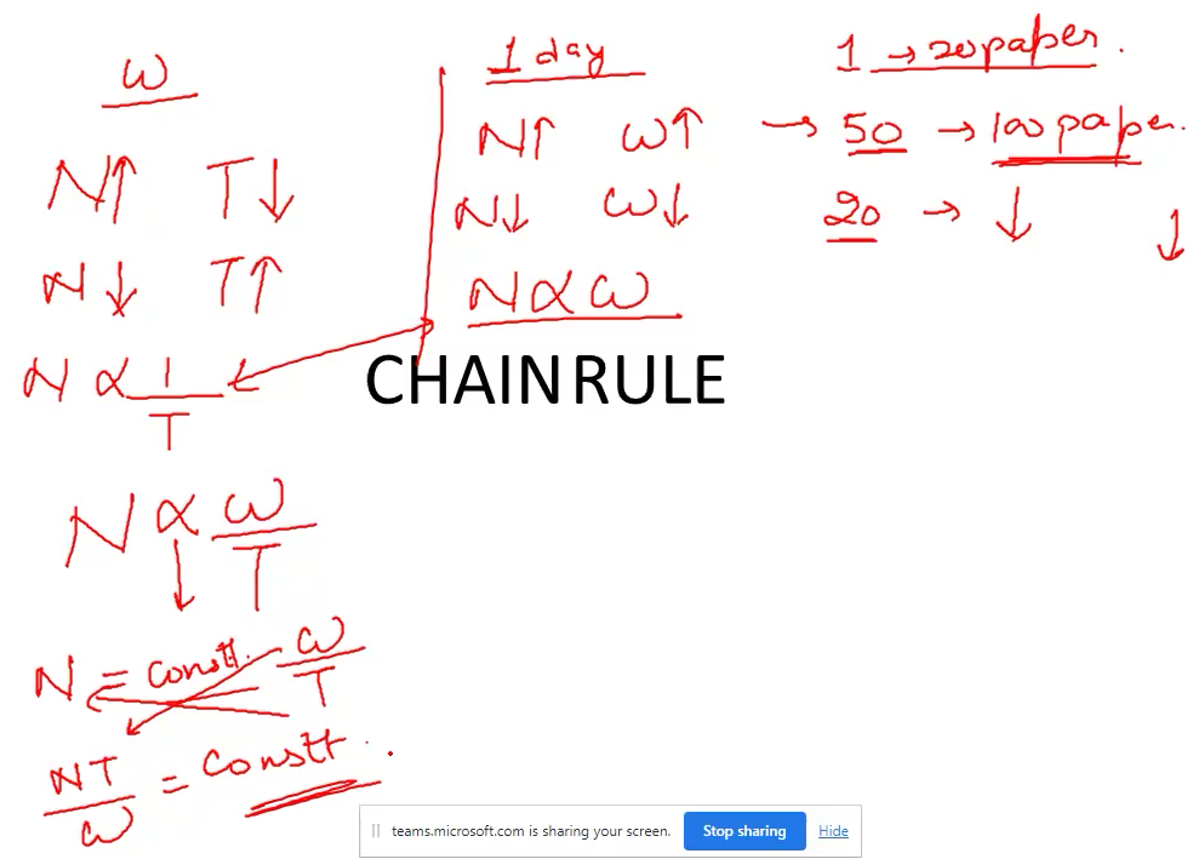 W
N↑ T↓
N↓ T↑
N ∝ 1/T
N ∝ W/T
N = Constt. W/T
NT/W = Constt.
1 day
N↑ W↑
N↓ W↓
N ∝ W
1 → 20 paper.
→ 50 → 100 paper.
20 → ↓ ↓
CHAIN RULE
teams.microsoft.com is sharing your screen. Stop sharing Hide